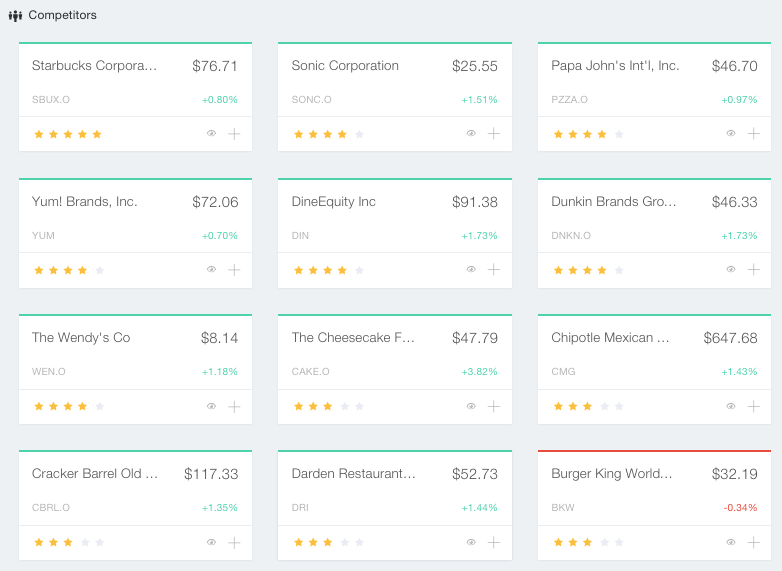 Competitors
Starbucks Corpora... $76.71
SBUX.O +0.80%
Sonic Corporation $25.55
SONC.O +1.51%
Papa John's Int'l, Inc. $46.70
PZZA.O +0.97%
Yum! Brands, Inc. $72.06
YUM +0.70%
DineEquity Inc $91.38
DIN +1.73%
Dunkin Brands Gro... $46.33
DNKN.O +1.73%
The Wendy's Co $8.14
WEN.O +1.18%
The Cheesecake F... $47.79
CAKE.O +3.82%
Chipotle Mexican ... $647.68
CMG +1.43%
Cracker Barrel Old ... $117.33
CBRL.O +1.35%
Darden Restaurant... $52.73
DRI +1.44%
Burger King World... $32.19
BKW -0.34%